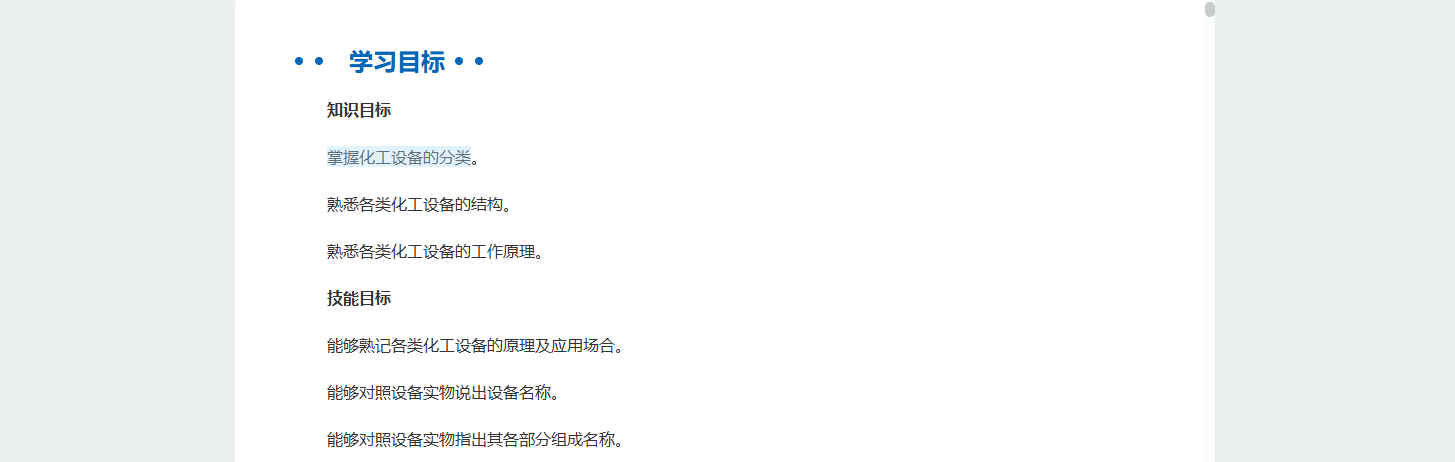 •• 学习目标 ••
知识目标
掌握化工设备的分类。
熟悉各类化工设备的结构。
熟悉各类化工设备的工作原理。
技能目标
能够熟记各类化工设备的原理及应用场合。
能够对照设备实物说出设备名称。
能够对照设备实物指出其各部分组成名称。